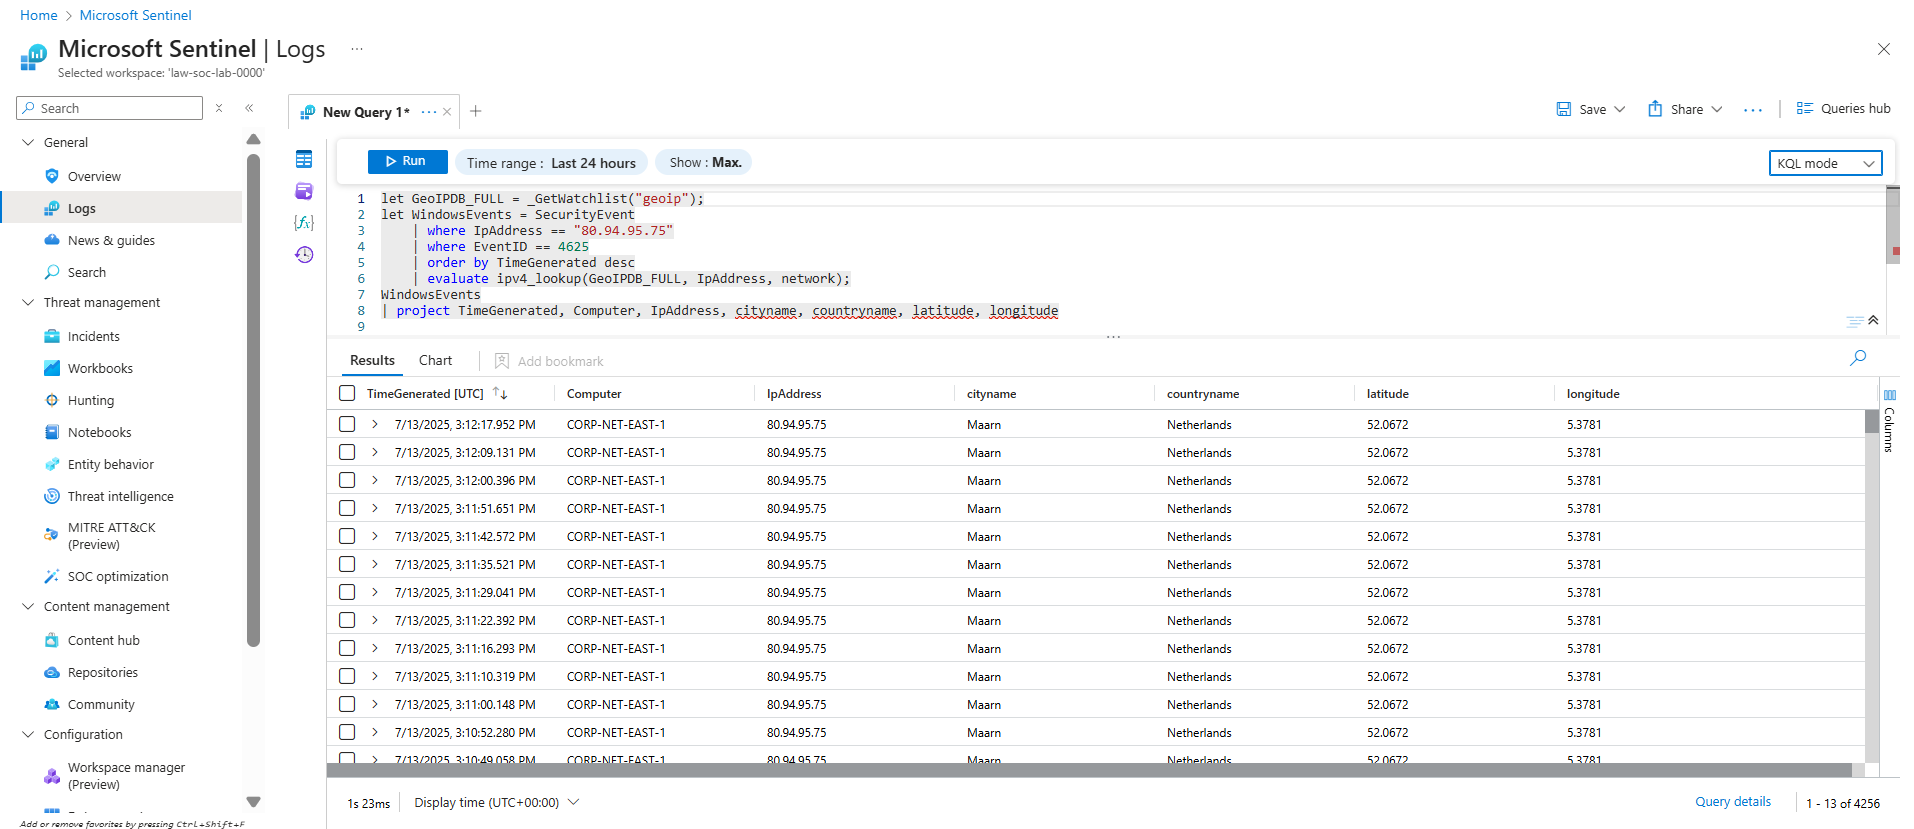 Home > Microsoft Sentinel
Microsoft Sentinel | Logs ...
Selected workspace: 'law-soc-lab-0000'
Search
General
Overview
Logs
News & guides
Search
Threat management
Incidents
Workbooks
Hunting
Notebooks
Entity behavior
Threat intelligence
MITRE ATT&CK
(Preview)
SOC optimization
Content management
Content hub
Repositories
Community
Configuration
Workspace manager
(Preview)
Add or remove favorites by pressing Ctrl+Shift+F
New Query 1* ...
Save Share ... Queries hub
Run Time range : Last 24 hours Show : Max. KQL mode
1 let GeoIPDB_FULL = _GetWatchlist("geoip");
2 let WindowsEvents = SecurityEvent
3 | where IpAddress == "80.94.95.75"
4 | where EventID == 4625
5 | order by TimeGenerated desc
6 | evaluate ipv4_lookup(GeoIPDB_FULL, IpAddress, network);
7 WindowsEvents
8 | project TimeGenerated, Computer, IpAddress, cityname, countryname, latitude, longitude
9
Results Chart Add bookmark
TimeGenerated [UTC] Computer IpAddress cityname countryname latitude longitude
7/13/2025, 3:12:17.952 PM CORP-NET-EAST-1 80.94.95.75 Maarn Netherlands 52.0672 5.3781
7/13/2025, 3:12:09.131 PM CORP-NET-EAST-1 80.94.95.75 Maarn Netherlands 52.0672 5.3781
7/13/2025, 3:12:00.396 PM CORP-NET-EAST-1 80.94.95.75 Maarn Netherlands 52.0672 5.3781
7/13/2025, 3:11:51.651 PM CORP-NET-EAST-1 80.94.95.75 Maarn Netherlands 52.0672 5.3781
7/13/2025, 3:11:42.572 PM CORP-NET-EAST-1 80.94.95.75 Maarn Netherlands 52.0672 5.3781
7/13/2025, 3:11:35.521 PM CORP-NET-EAST-1 80.94.95.75 Maarn Netherlands 52.0672 5.3781
7/13/2025, 3:11:29.041 PM CORP-NET-EAST-1 80.94.95.75 Maarn Netherlands 52.0672 5.3781
7/13/2025, 3:11:22.392 PM CORP-NET-EAST-1 80.94.95.75 Maarn Netherlands 52.0672 5.3781
7/13/2025, 3:11:16.293 PM CORP-NET-EAST-1 80.94.95.75 Maarn Netherlands 52.0672 5.3781
7/13/2025, 3:11:10.319 PM CORP-NET-EAST-1 80.94.95.75 Maarn Netherlands 52.0672 5.3781
7/13/2025, 3:11:00.148 PM CORP-NET-EAST-1 80.94.95.75 Maarn Netherlands 52.0672 5.3781
7/13/2025, 3:10:52.280 PM CORP-NET-EAST-1 80.94.95.75 Maarn Netherlands 52.0672 5.3781
7/13/2025, 3:10:49.058 PM CORP-NET-EAST-1 80.94.95.75 Maarn Netherlands 52.0672 5.3781
Columns
1s 23ms Display time (UTC+00:00) Query details 1 - 13 of 4256